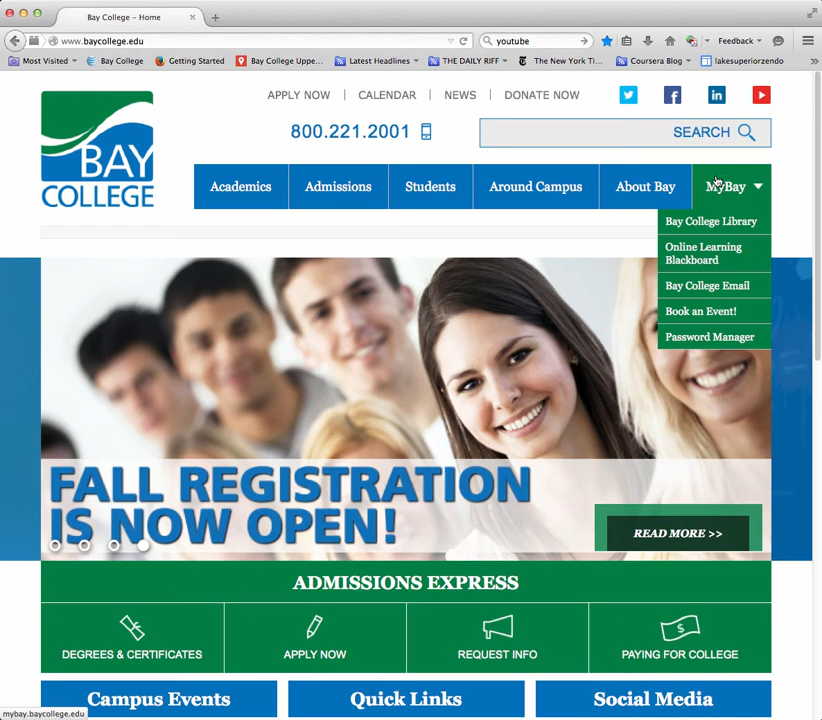 Bay College - Home
www.baycollege.edu
youtube
Feedback
Most Visited
Bay College
Getting Started
Bay College Uppe...
Latest Headlines
THE DAILY RIFF
The New York Ti...
Coursera Blog
lakesuperiorzendo
APPLY NOW | CALENDAR | NEWS | DONATE NOW
BAY
COLLEGE
800.221.2001
SEARCH
Academics
Admissions
Students
Around Campus
About Bay
MyBay
Bay College Library
Online Learning
Blackboard
Bay College Email
Book an Event!
Password Manager
FALL REGISTRATION
IS NOW OPEN!
READ MORE >>
ADMISSIONS EXPRESS
DEGREES & CERTIFICATES
APPLY NOW
REQUEST INFO
PAYING FOR COLLEGE
Campus Events
Quick Links
Social Media
mybay.baycollege.edu